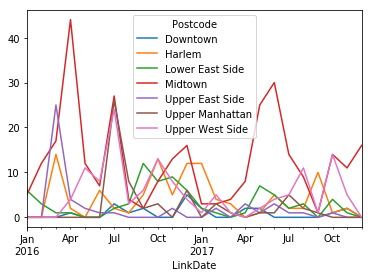 Postcode
Downtown
Harlem
Lower East Side
Midtown
Upper East Side
Upper Manhattan
Upper West Side
40
30
20
10
0
Jan Apr Jul Oct Jan Apr Jul Oct
2016 2017
LinkDate